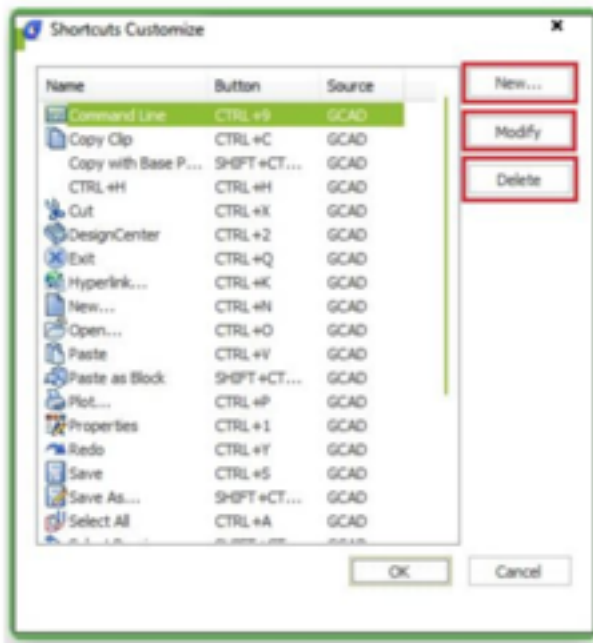 Shortcuts Customize
Name Button Source
Command Line CTRL+9 GCAD
Copy Clip CTRL+C GCAD
Copy with Base P... SHIFT+CT... GCAD
CTRL+H CTRL+H GCAD
Cut CTRL+X GCAD
DesignCenter CTRL+2 GCAD
Exit CTRL+Q GCAD
Hyperlink... CTRL+K GCAD
New... CTRL+N GCAD
Open... CTRL+O GCAD
Paste CTRL+V GCAD
Paste as Block SHIFT+CT... GCAD
Plot... CTRL+P GCAD
Properties CTRL+1 GCAD
Redo CTRL+Y GCAD
Save CTRL+S GCAD
Save As... SHIFT+CT... GCAD
Select All CTRL+A GCAD
New...
Modify
Delete
OK Cancel